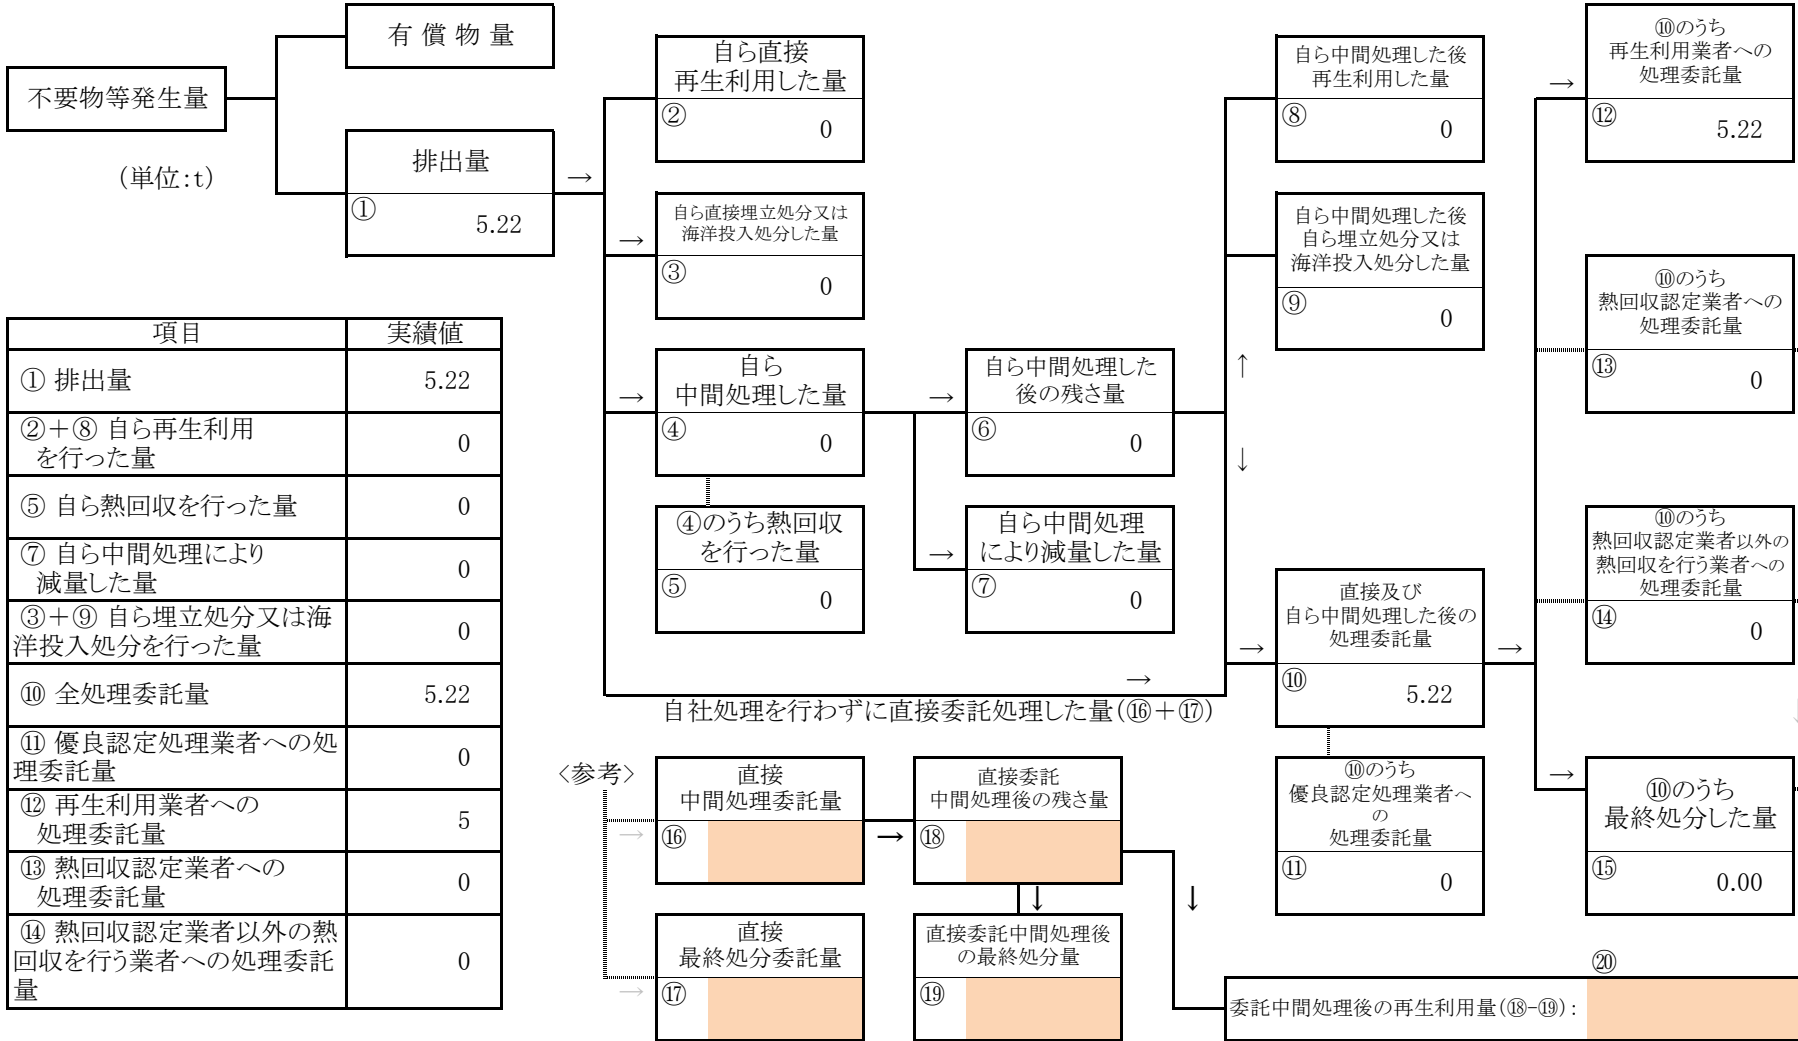 有 償 物 量
不要物等発生量
(単位:t)
排出量
①
5.22
→
自ら直接
再生利用した量
②
0
→
自ら直接埋立処分又は
海洋投入処分した量
③
0
→
自ら
中間処理した量
④
0
④のうち熱回収
を行った量
⑤
0
→
自ら中間処理した
後の残さ量
⑥
0
→
自ら中間処理
により減量した量
⑦
0
自ら中間処理した後
再生利用した量
⑧
0
自ら中間処理した後
自ら埋立処分又は
海洋投入処分した量
⑨
0
↑
↓
→
自社処理を行わずに直接委託処理した量(⑯+⑰)
→
直接及び
自ら中間処理した後の
処理委託量
⑩
5.22
→
⑩のうち
優良認定処理業者へ
の
処理委託量
⑪
0
→
⑩のうち
再生利用業者への
処理委託量
⑫
5.22
⑩のうち
熱回収認定業者への
処理委託量
⑬
0
⑩のうち
熱回収認定業者以外の
熱回収を行う業者への
処理委託量
⑭
0
→
⑩のうち
最終処分した量
⑮
0.00
項目 実績値
① 排出量 5.22
②+⑧ 自ら再生利用
を行った量
0
⑤ 自ら熱回収を行った量 0
⑦ 自ら中間処理により
減量した量
0
③+⑨ 自ら埋立処分又は海
洋投入処分を行った量
0
⑩ 全処理委託量 5.22
⑪ 優良認定処理業者への処
理委託量
0
⑫ 再生利用業者への
処理委託量
5
⑬ 熱回収認定業者への
処理委託量
0
⑭ 熱回収認定業者以外の熱
回収を行う業者への処理委託
量
0
〈参考〉
→
直接
中間処理委託量
⑯
→
直接委託
中間処理後の残さ量
⑱
→
直接
最終処分委託量
⑰
↓
直接委託中間処理後
の最終処分量
⑲
↓
⑳
委託中間処理後の再生利用量(⑱-⑲):